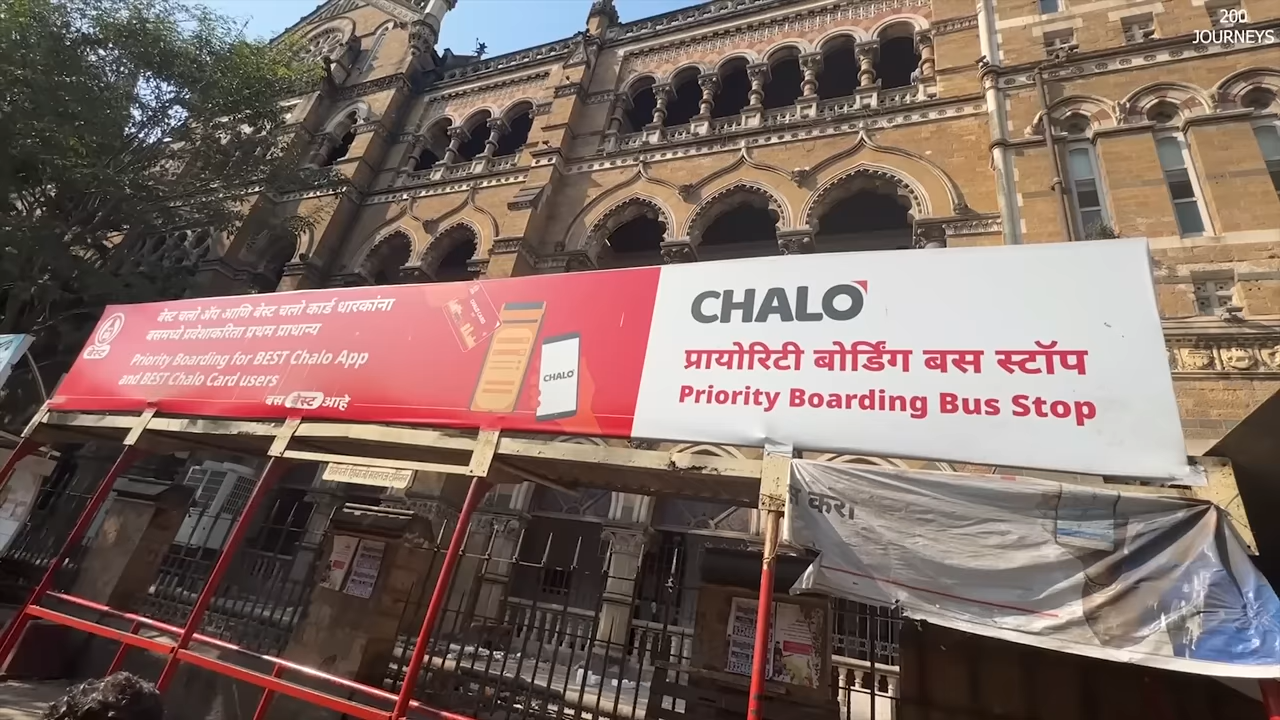 200
JOURNEYS
बेस्ट चलो ॲप आणि बेस्ट चलो कार्ड धारकांना
बसमध्ये प्रवेशाकरिता प्रथम प्राधान्य
बेस्ट
Priority Boarding for BEST Chalo App
and BEST Chalo Card users
बस बेस्ट आहे
CHALO
CHALO
प्रायोरिटी बोर्डिंग बस स्टॉप
Priority Boarding Bus Stop
करा